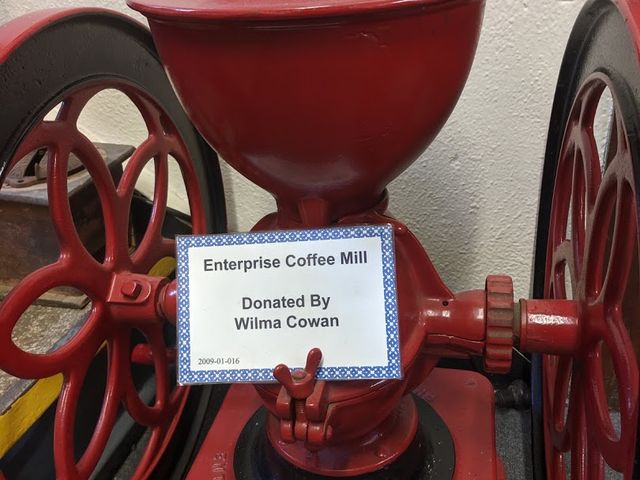 Enterprise Coffee Mill
Donated By
Wilma Cowan
2009-01-016